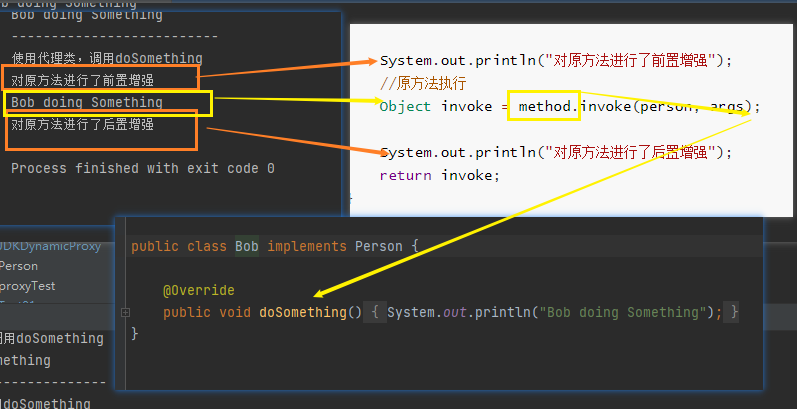 Bob doing Something
---------------------
使用代理类，调用doSomething
对原方法进行了前置增强
Bob doing Something
对原方法进行了后置增强
Process finished with exit code 0
System.out.println("对原方法进行了前置增强");
//原方法执行
Object invoke = method.invoke(person, args);
System.out.println("对原方法进行了后置增强");
return invoke;
}
JDKDynamicProxy
Person
proxyTest
用doSomething
mething
--------------
doSomething
public class Bob implements Person {
@Override
public void doSomething() { System.out.println("Bob doing Something"); }
}